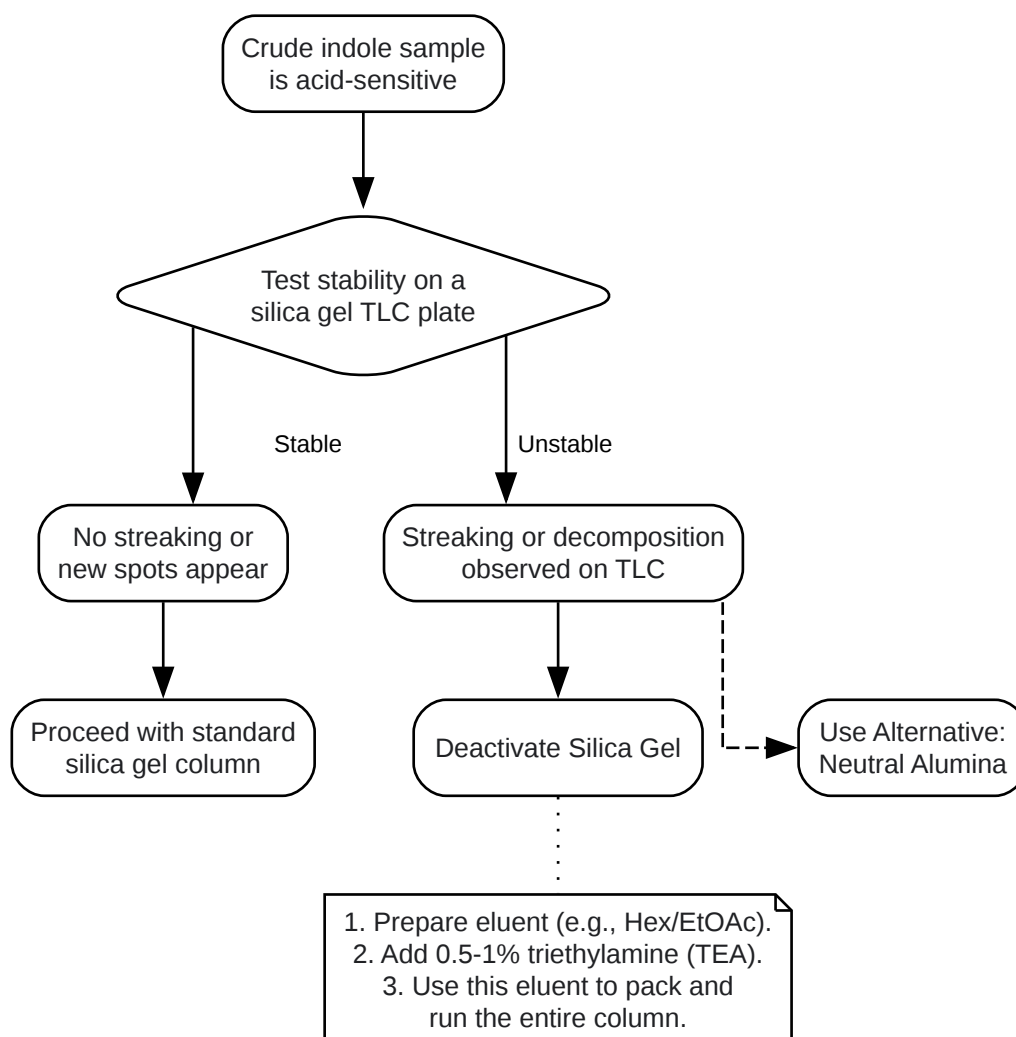 Crude indole sample
is acid-sensitive
Test stability on a
silica gel TLC plate
Stable
Unstable
No streaking or
new spots appear
Streaking or decomposition
observed on TLC
Proceed with standard
silica gel column
Deactivate Silica Gel
Use Alternative:
Neutral Alumina
1. Prepare eluent (e.g., Hex/EtOAc).
2. Add 0.5-1% triethylamine (TEA).
3. Use this eluent to pack and
run the entire column.